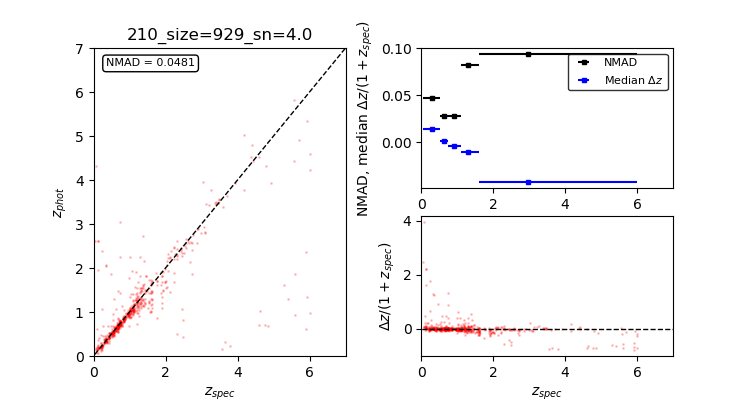 210_size=929_sn=4.0
NMAD = 0.0481
z_phot
7
6
5
4
3
2
1
0
0 2 4 6
z_spec
NMAD, median Δz/(1 + z_spec)
0.10
0.05
0.00
NMAD
Median Δz
0 2 4 6
Δz/(1 + z_spec)
4
2
0
0 2 4 6
z_spec